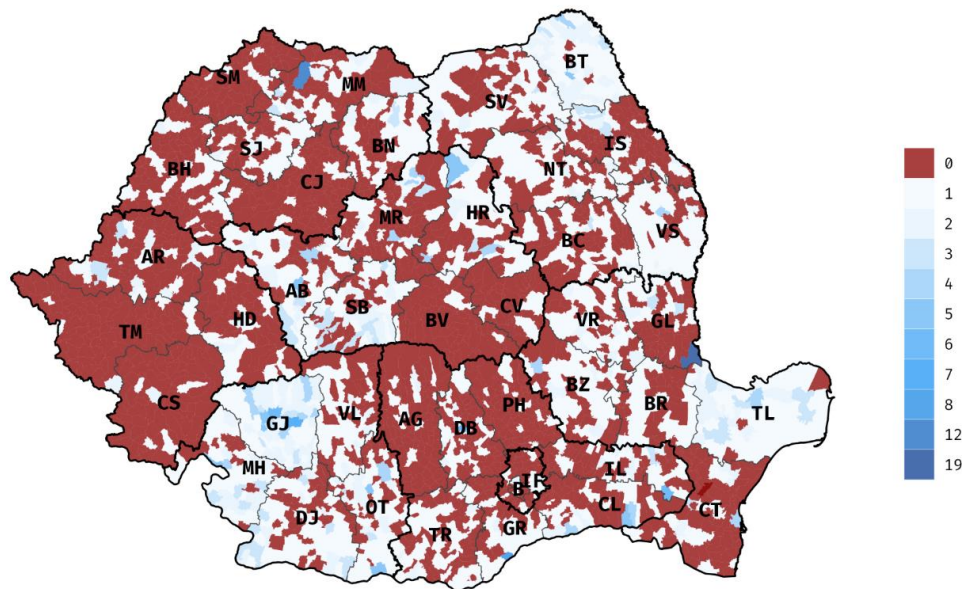 BT
SM
MM
SV
IS
SJ
BN
BH
NT
CJ
HR
MR
VS
BC
AR
AB
SB
CV
HD
VR
GL
TM
BV
BZ
CS
PH
BR
VL
AG
TL
GJ
DB
MH
IL
IF
B
OT
CL
CT
DJ
GR
TR
0
1
2
3
4
5
6
7
8
12
19